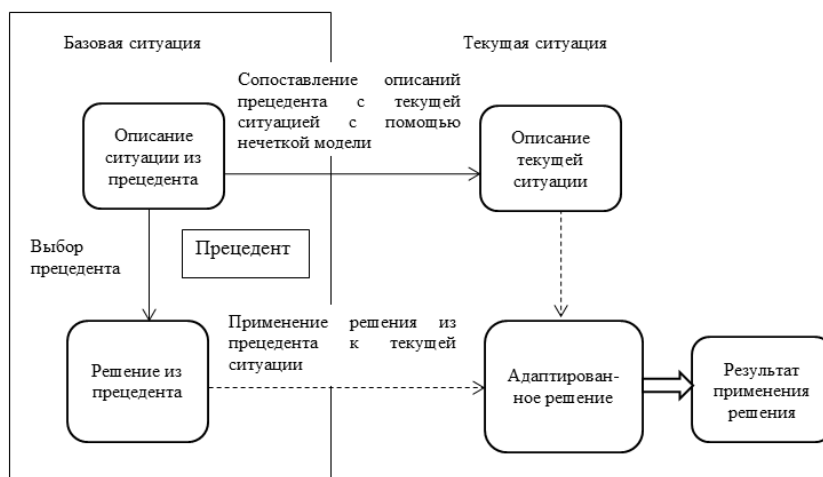 Базовая ситуация
Текущая ситуация
Сопоставление описаний
прецедента с текущей
ситуацией с помощью
нечеткой модели
Описание
ситуации из
прецедента
Описание
текущей
ситуации
Выбор
прецедента
Прецедент
Применение решения из
прецедента к текущей
ситуации
Решение из
прецедента
Адаптирован-
ное решение
Результат
применения
решения